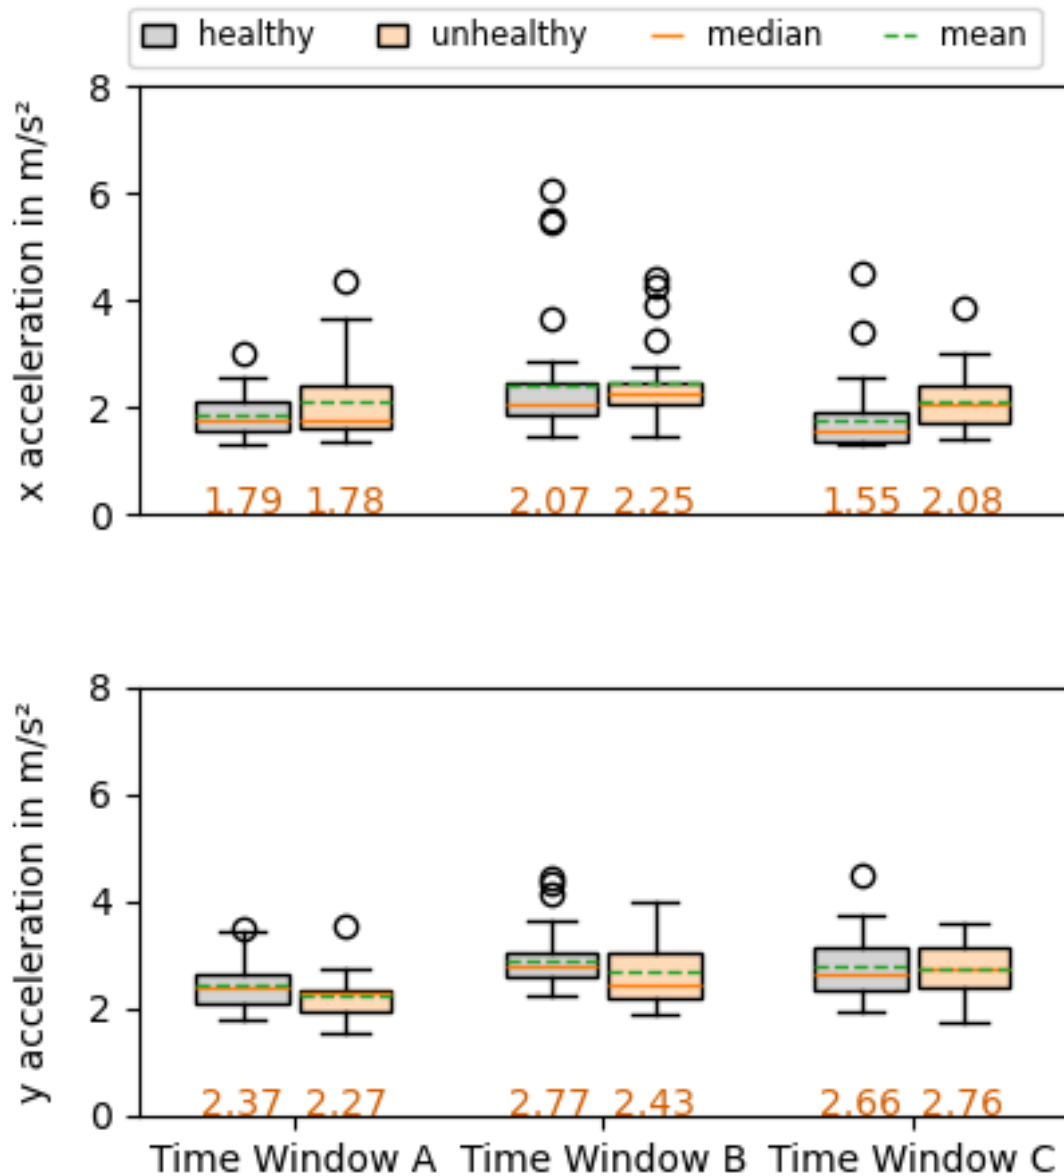 healthy unhealthy median mean
8
x acceleration in m/s²
6
4
2
1.79 1.78 2.07 2.25 1.55 2.08
0
8
y acceleration in m/s²
6
4
2
2.37 2.27 2.77 2.43 2.66 2.76
0
Time Window A Time Window B Time Window C